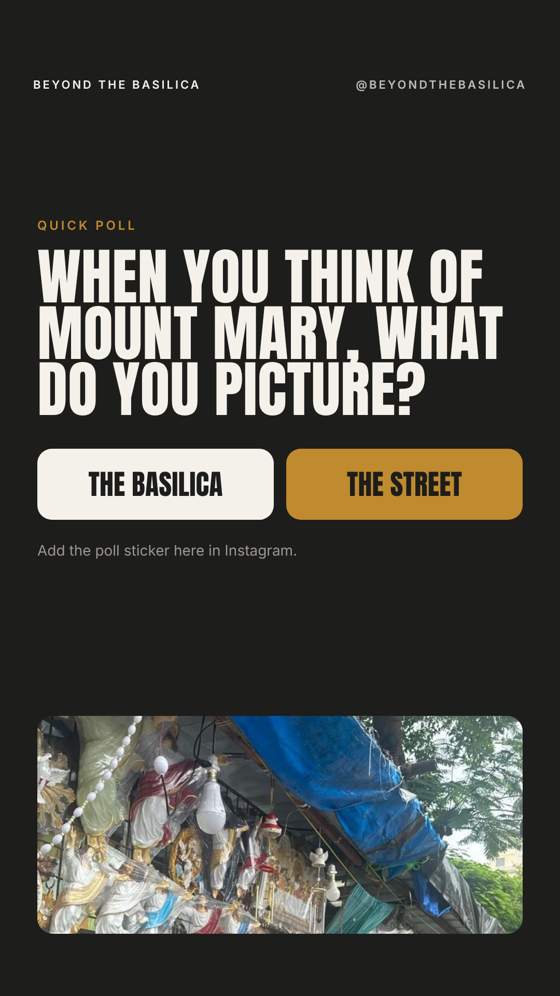 BEYOND THE BASILICA
@BEYONDTHEBASILICA
QUICK POLL
WHEN YOU THINK OF
MOUNT MARY, WHAT
DO YOU PICTURE?
THE BASILICA
THE STREET
Add the poll sticker here in Instagram.